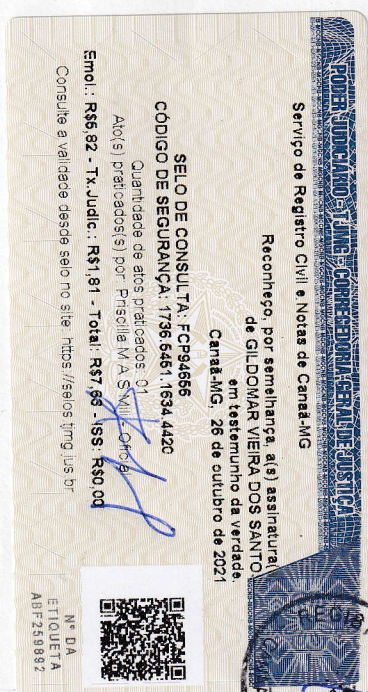 PODER JUDICIÁRIO - TJMG - CORREGEDORIA-GERAL DE JUSTIÇA
Serviço de Registro Civil e Notas de Canaã-MG
Reconheço, por semelhança, a(s) assinatura(
de GILDOMAR VIEIRA DOS SANTO
em testemunho da verdade.
Canaã-MG, 26 de outubro de 2021
SELO DE CONSULTA: FCP94666
CÓDIGO DE SEGURANÇA: 1736.5451.1634.4420
Quantidade de atos praticados: 01
Ato(s) praticados(s) por: Priscilla M A S
Emol.: R$5,82 - Tx.Judic.: R$1,81 - Total: R$7,63 - ISS: R$0,00
Consulte a validade desse selo no site: https://selos.tjmg.jus.br
Nº DA
ETIQUETA
ABF259892
REGIS